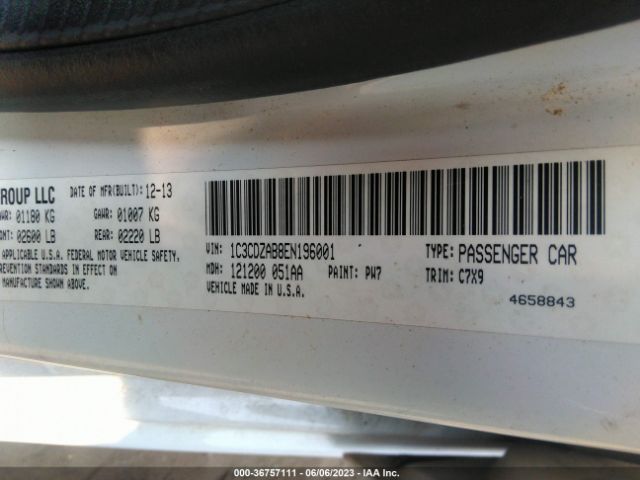 GROUP LLC DATE OF MFR(BUILT): 12-13
WR: 01180 KG GAWR: 01007 KG
ONT: 02600 LB REAR: 02220 LB
APPLICABLE U.S.A. FEDERAL MOTOR VEHICLE SAFETY,
REVENTION STANDARDS IN EFFECT ON
MANUFACTURE SHOWN ABOVE.
VIN: 1C3CDZAB8EN196001 TYPE: PASSENGER CAR
MDH: 121200 051AA PAINT: PW7 TRIM: C7X9
VEHICLE MADE IN U.S.A.
4658843
000-36757111 - 06/06/2023 - IAA Inc.